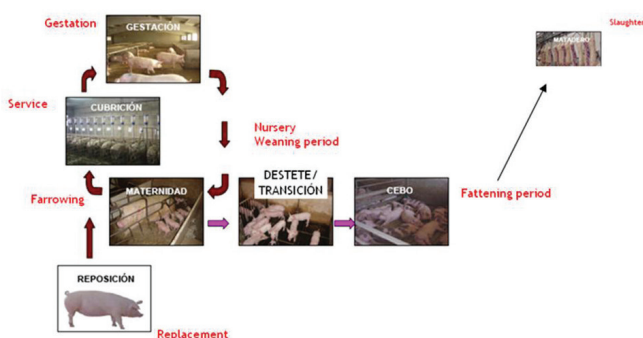 Gestation
GESTACIÓN
Slaughter
MATADERO
Service
CUBRICIÓN
Nursery
Weaning period
DESTETE/
TRANSICIÓN
Farrowing
MATERNIDAD
CEBO
Fattening period
REPOSICIÓN
Replacement